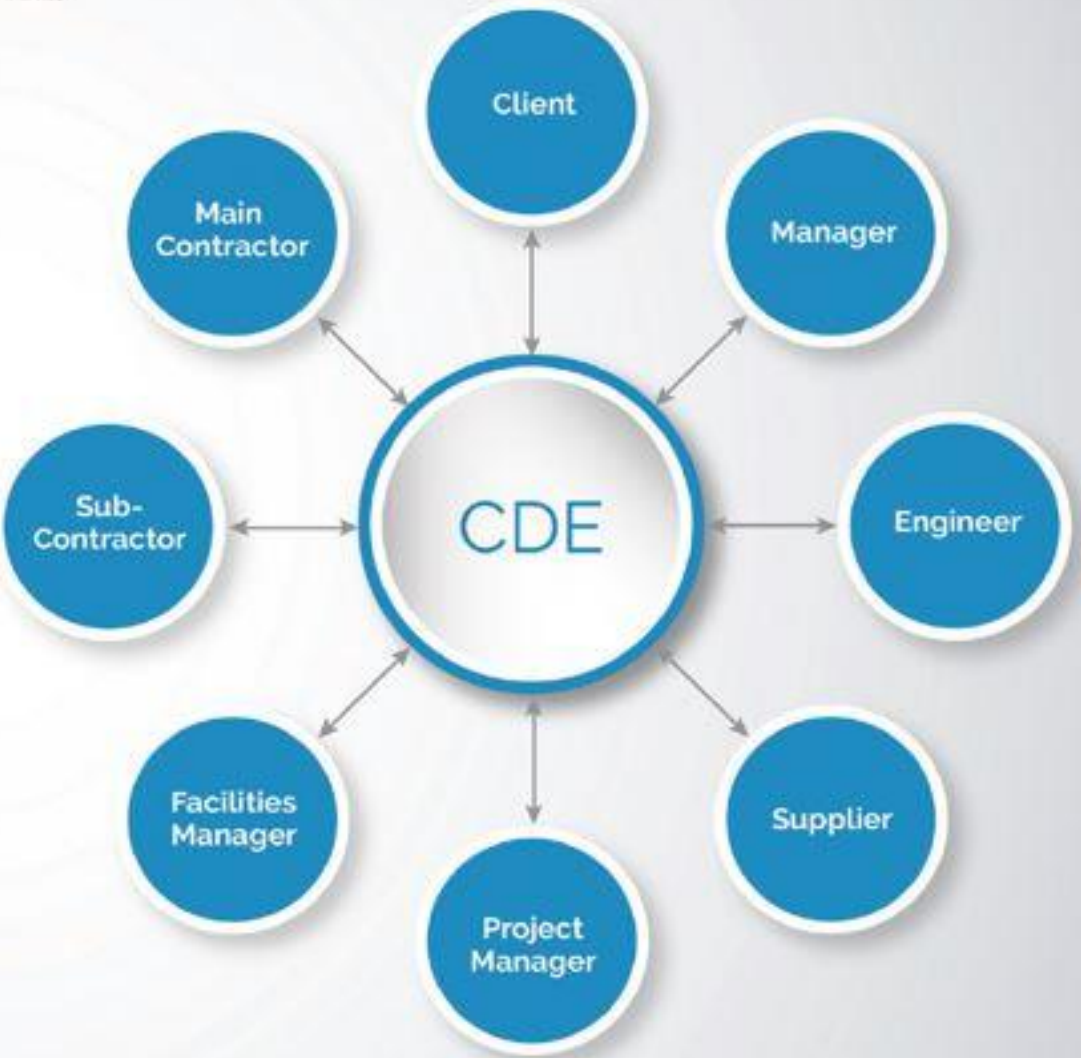 Client
Manager
Engineer
Supplier
Project
Manager
Facilities
Manager
Sub-
Contractor
Main
Contractor
CDE